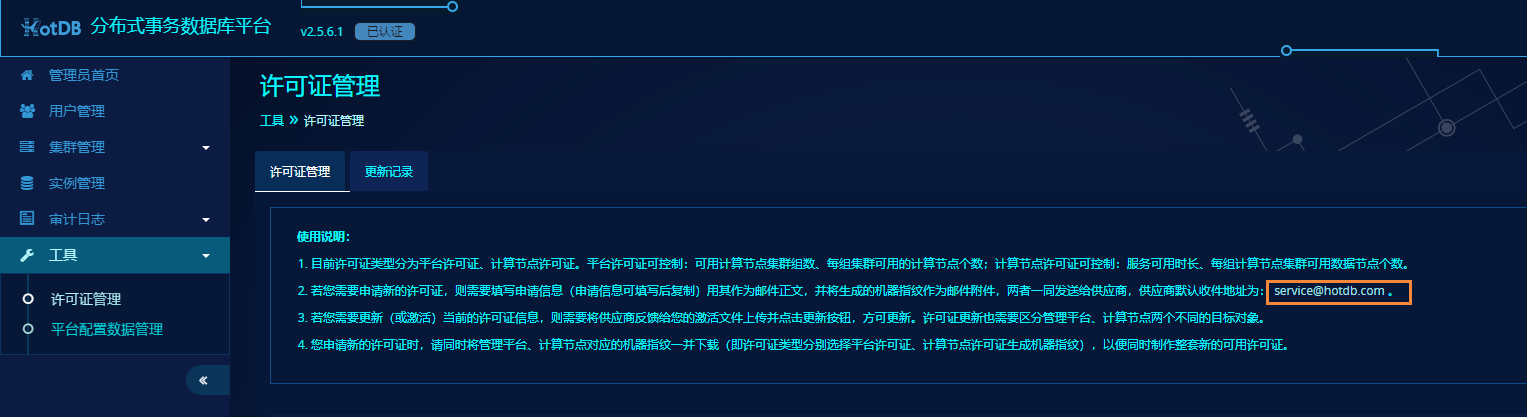 HotDB 分布式事务数据库平台
v2.5.6.1 已认证
管理员首页
用户管理
集群管理
实例管理
审计日志
工具
许可证管理
平台配置数据管理
许可证管理
工具 » 许可证管理
许可证管理 更新记录
使用说明：
1. 目前许可证类型分为平台许可证、计算节点许可证。平台许可证可控制：可用计算节点集群组数、每组集群可用的计算节点个数；计算节点许可证可控制：服务可用时长、每组计算节点集群可用数据节点个数。
2. 若您需要申请新的许可证，则需要填写申请信息（申请信息可填写后复制）用其作为邮件正文，并将生成的机器指纹作为邮件附件，两者一同发送给供应商，供应商默认收件地址为：service@hotdb.com 。
3. 若您需要更新（或激活）当前的许可证信息，则需要将供应商反馈给您的激活文件上传并点击更新按钮，方可更新。许可证更新也需要区分管理平台、计算节点两个不同的目标对象。
4. 您申请新的许可证时，请同时将管理平台、计算节点对应的机器指纹一并下载（即许可证类型分别选择平台许可证、计算节点许可证生成机器指纹），以便同时制作整套新的可用许可证。